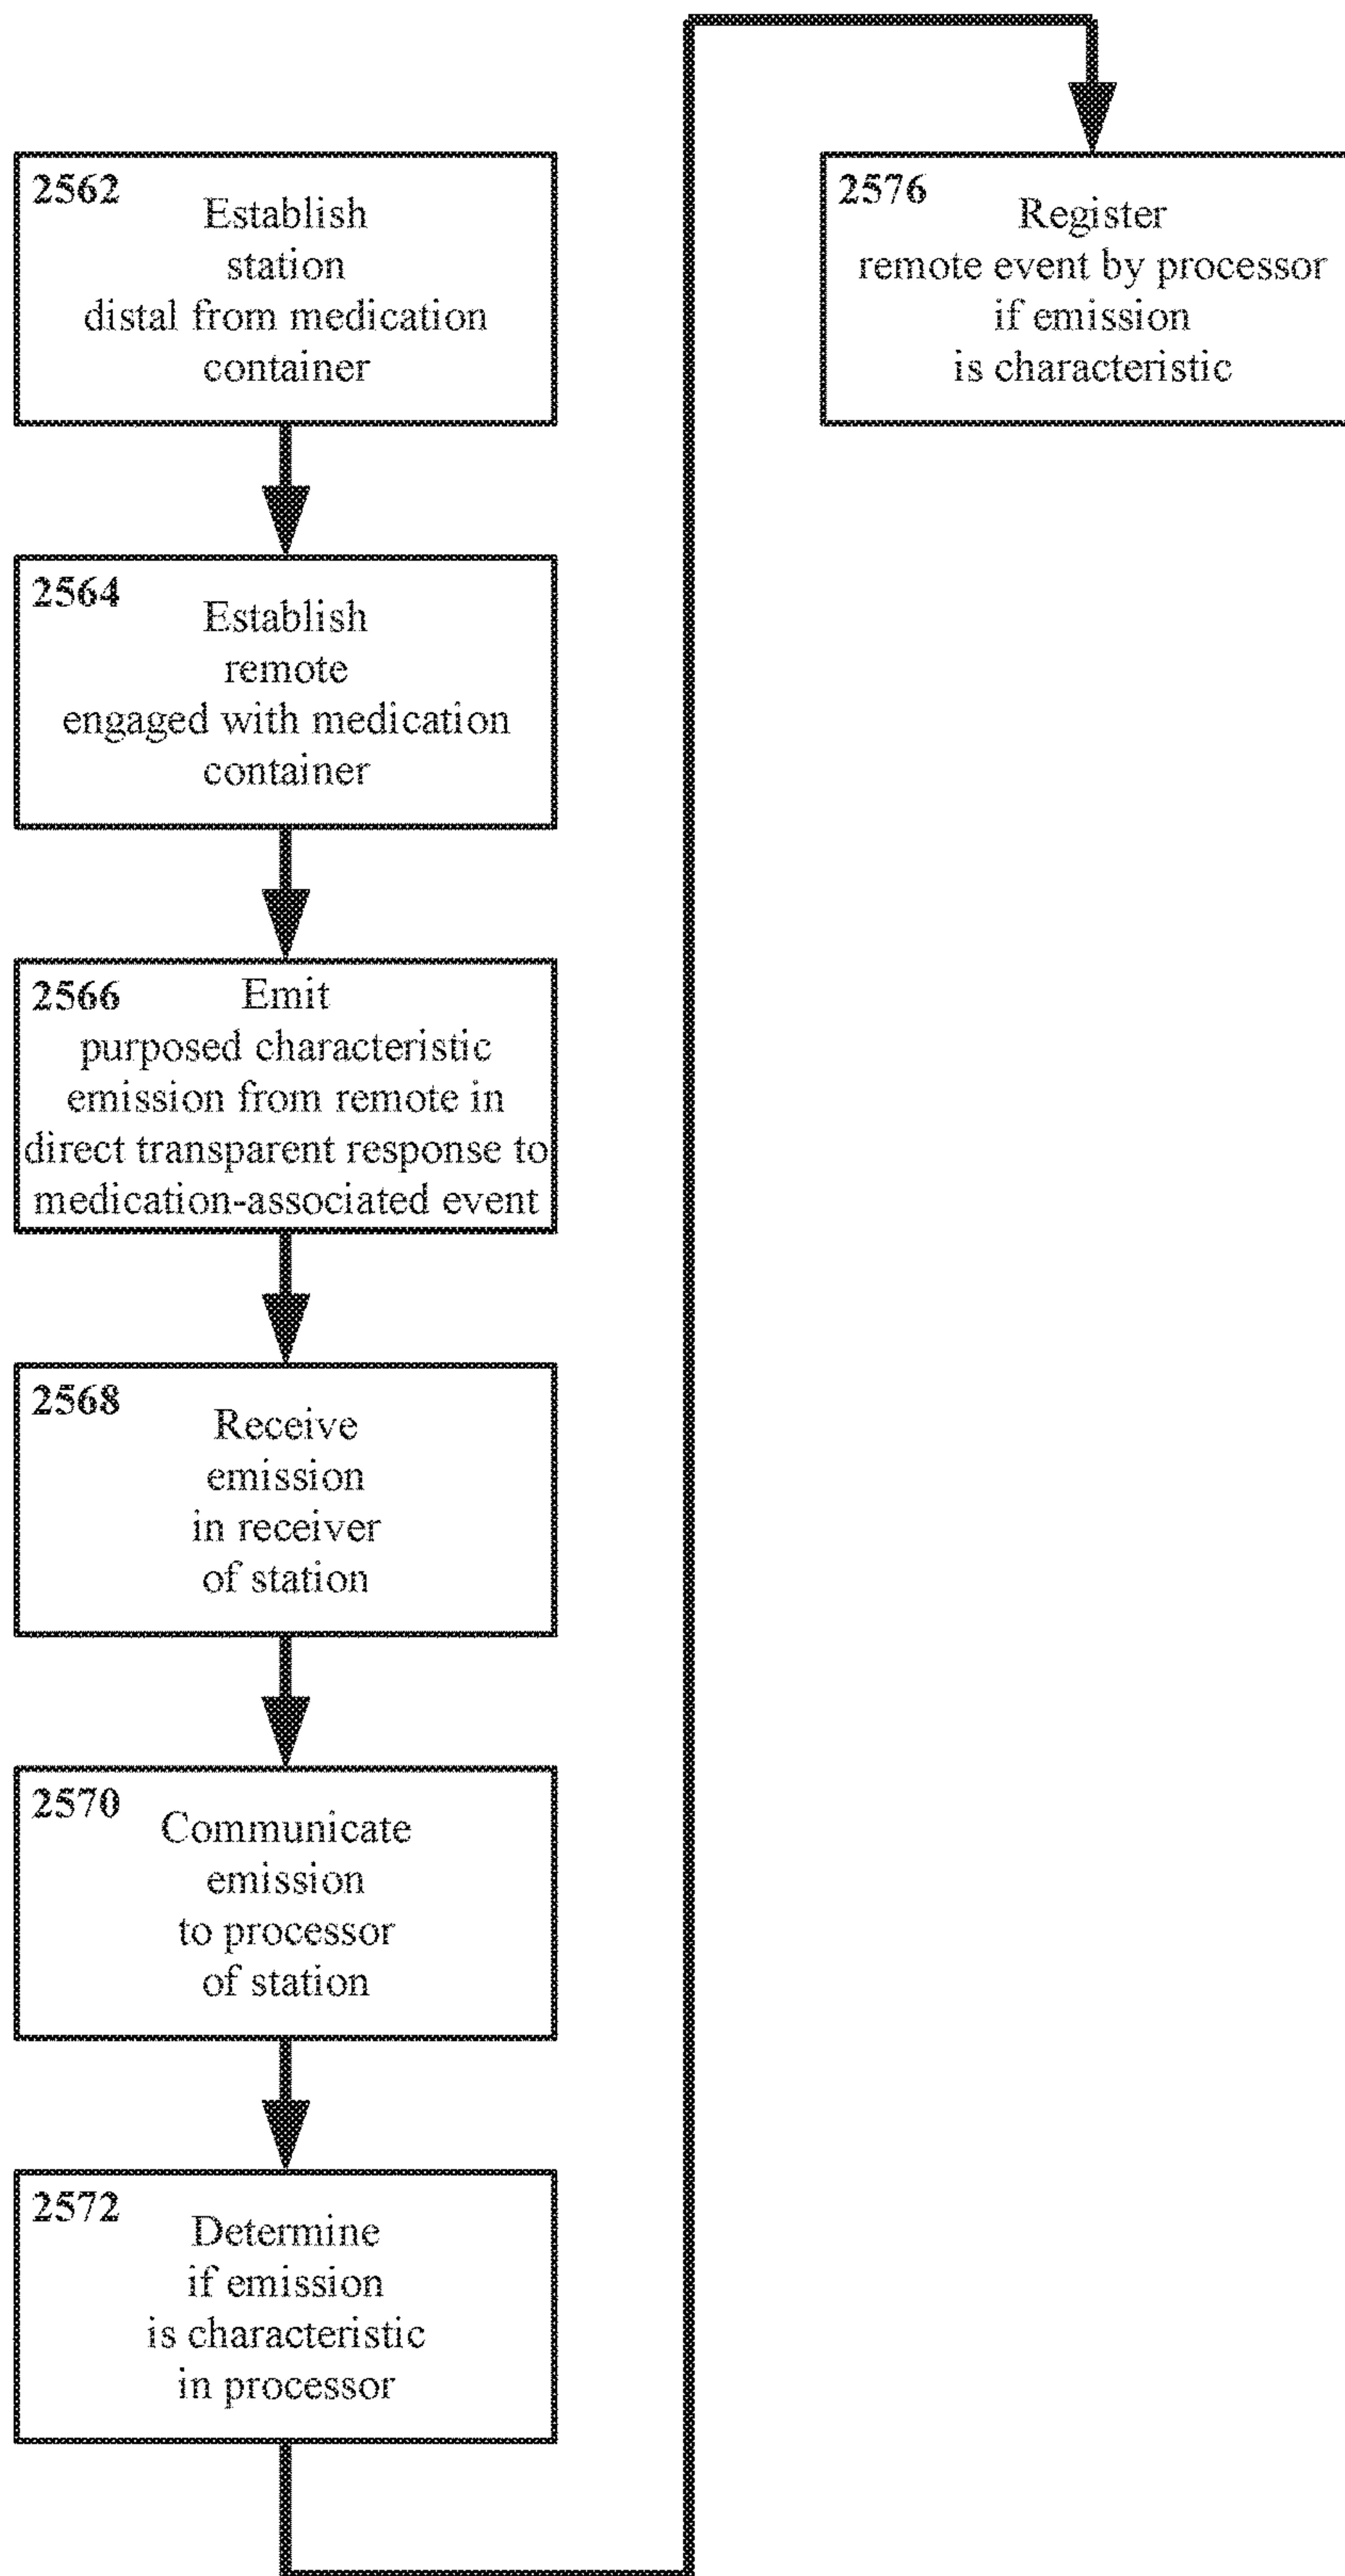 2562
Establish
station
distal from medication
container
2564
Establish
remote
engaged with medication
container
2566 Emit
purposed characteristic
emission from remote in
direct transparent response to
medication-associated event
2568
Receive
emission
in receiver
of station
2570
Communicate
emission
to processor
of station
2572
Determine
if emission
is characteristic
in processor
2576
Register
remote event by processor
if emission
is characteristic